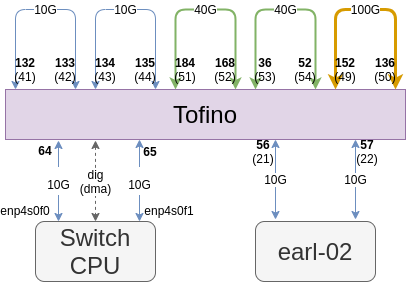 10G 10G 40G 40G 100G
132 133 134 135 184 168 36 52 152 136
(41) (42) (43) (44) (51) (52) (53) (54) (49) (50)
Tofino
64 65 56 57
(21) (22)
dig
(dma)
10G 10G 10G 10G
enp4s0f0 enp4s0f1
Switch
CPU
earl-02